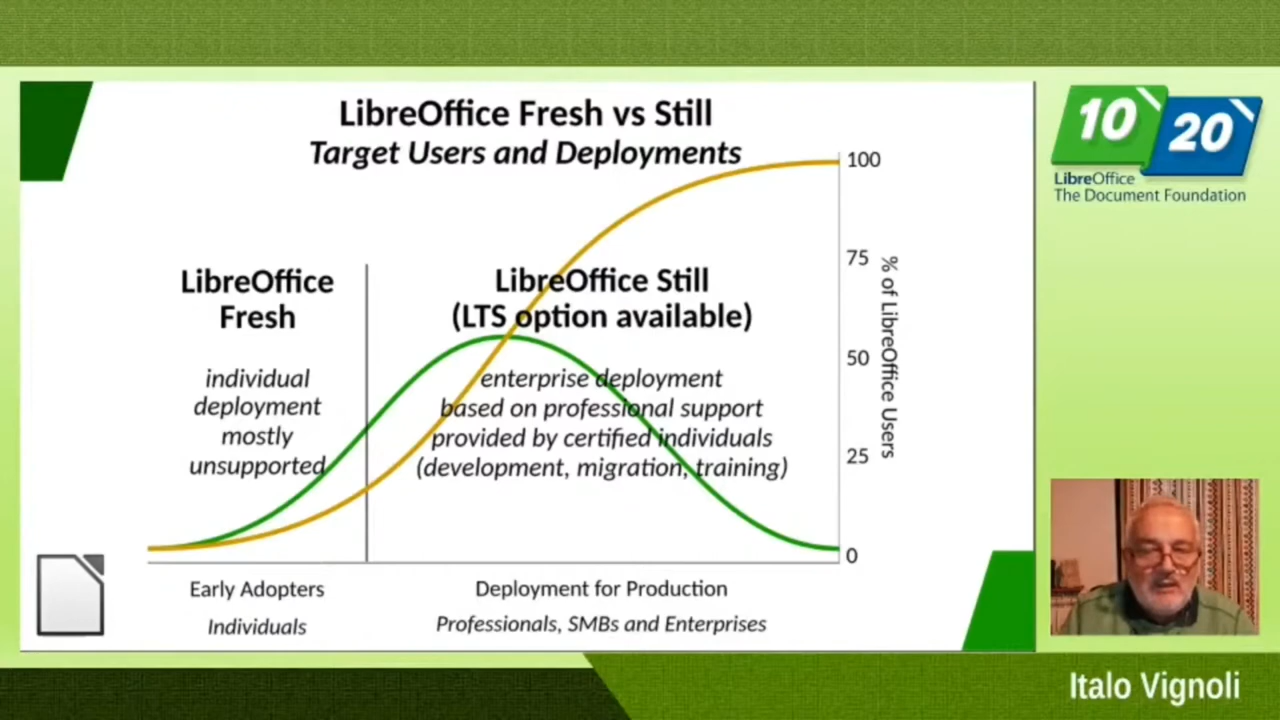 LibreOffice Fresh vs Still
Target Users and Deployments
LibreOffice
Fresh
individual
deployment
mostly
unsupported
LibreOffice Still
(LTS option available)
enterprise deployment
based on professional support
provided by certified individuals
(development, migration, training)
100
75
50
25
0
% of LibreOffice Users
Early Adopters
Individuals
Deployment for Production
Professionals, SMBs and Enterprises
10
20
LibreOffice
The Document Foundation
Italo Vignoli